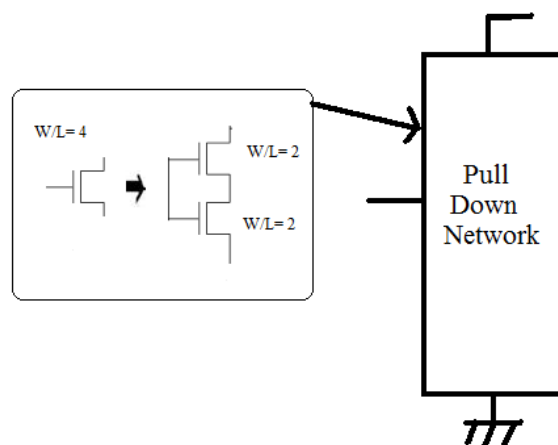 W/L= 4
W/L= 2
W/L= 2
Pull
Down
Network